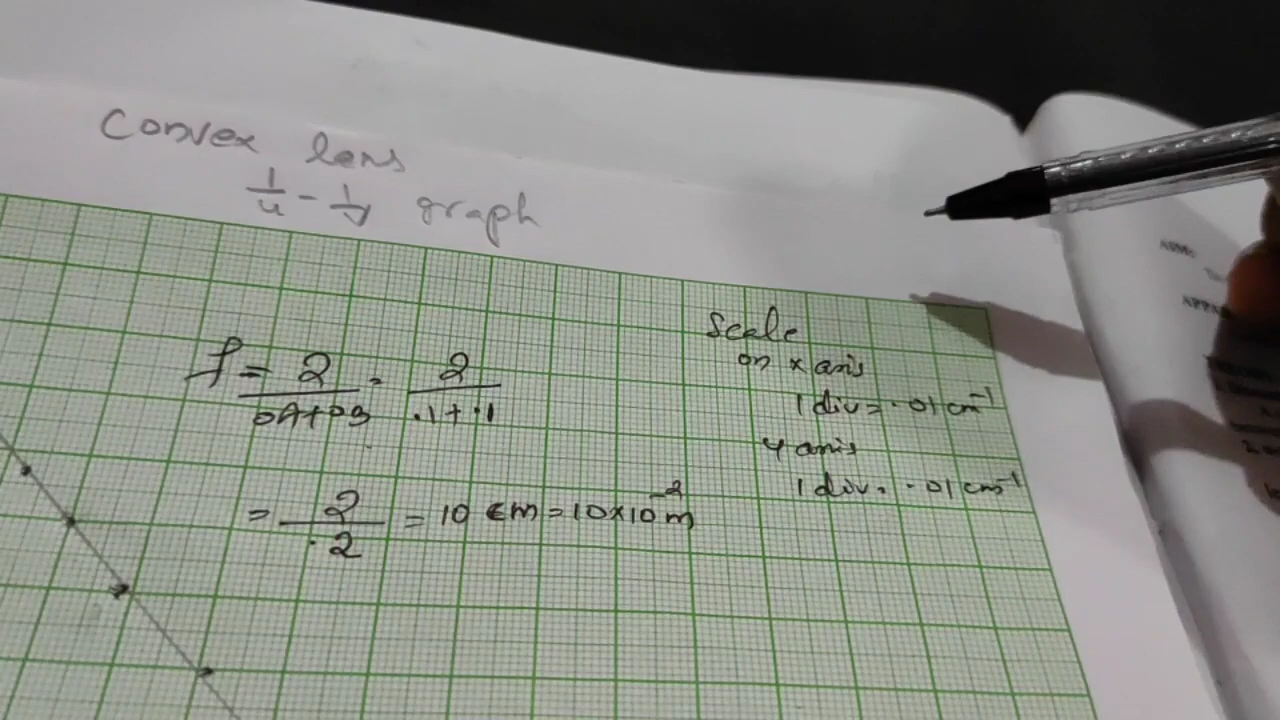 Convex lens
1/u - 1/v graph
Scale
on x axis
1 div = .01 cm⁻¹
Y axis
1 div = .01 cm⁻¹
f = 2/OA+OB = 2/.1+.1
= 2/.2 = 10 cm = 10×10⁻² m
AIM: